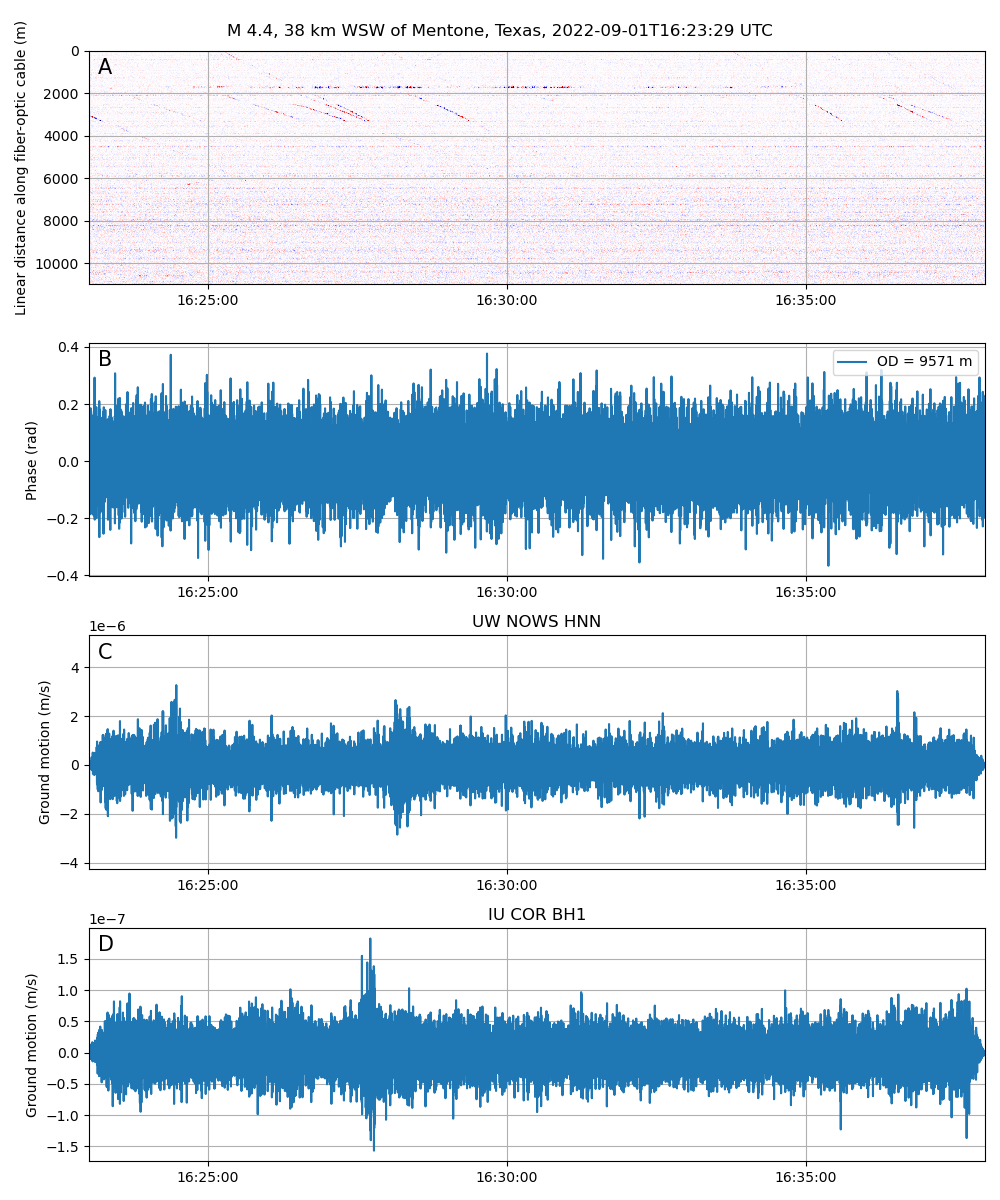 M 4.4, 38 km WSW of Mentone, Texas, 2022-09-01T16:23:29 UTC
Linear distance along fiber-optic cable (m)
A
0
2000
4000
6000
8000
10000
16:25:00 16:30:00 16:35:00
Phase (rad)
B
OD = 9571 m
0.4
0.2
0.0
−0.2
−0.4
16:25:00 16:30:00 16:35:00
UW NOWS HNN
1e−6
Ground motion (m/s)
C
4
2
0
−2
−4
16:25:00 16:30:00 16:35:00
IU COR BH1
1e−7
Ground motion (m/s)
D
1.5
1.0
0.5
0.0
−0.5
−1.0
−1.5
16:25:00 16:30:00 16:35:00